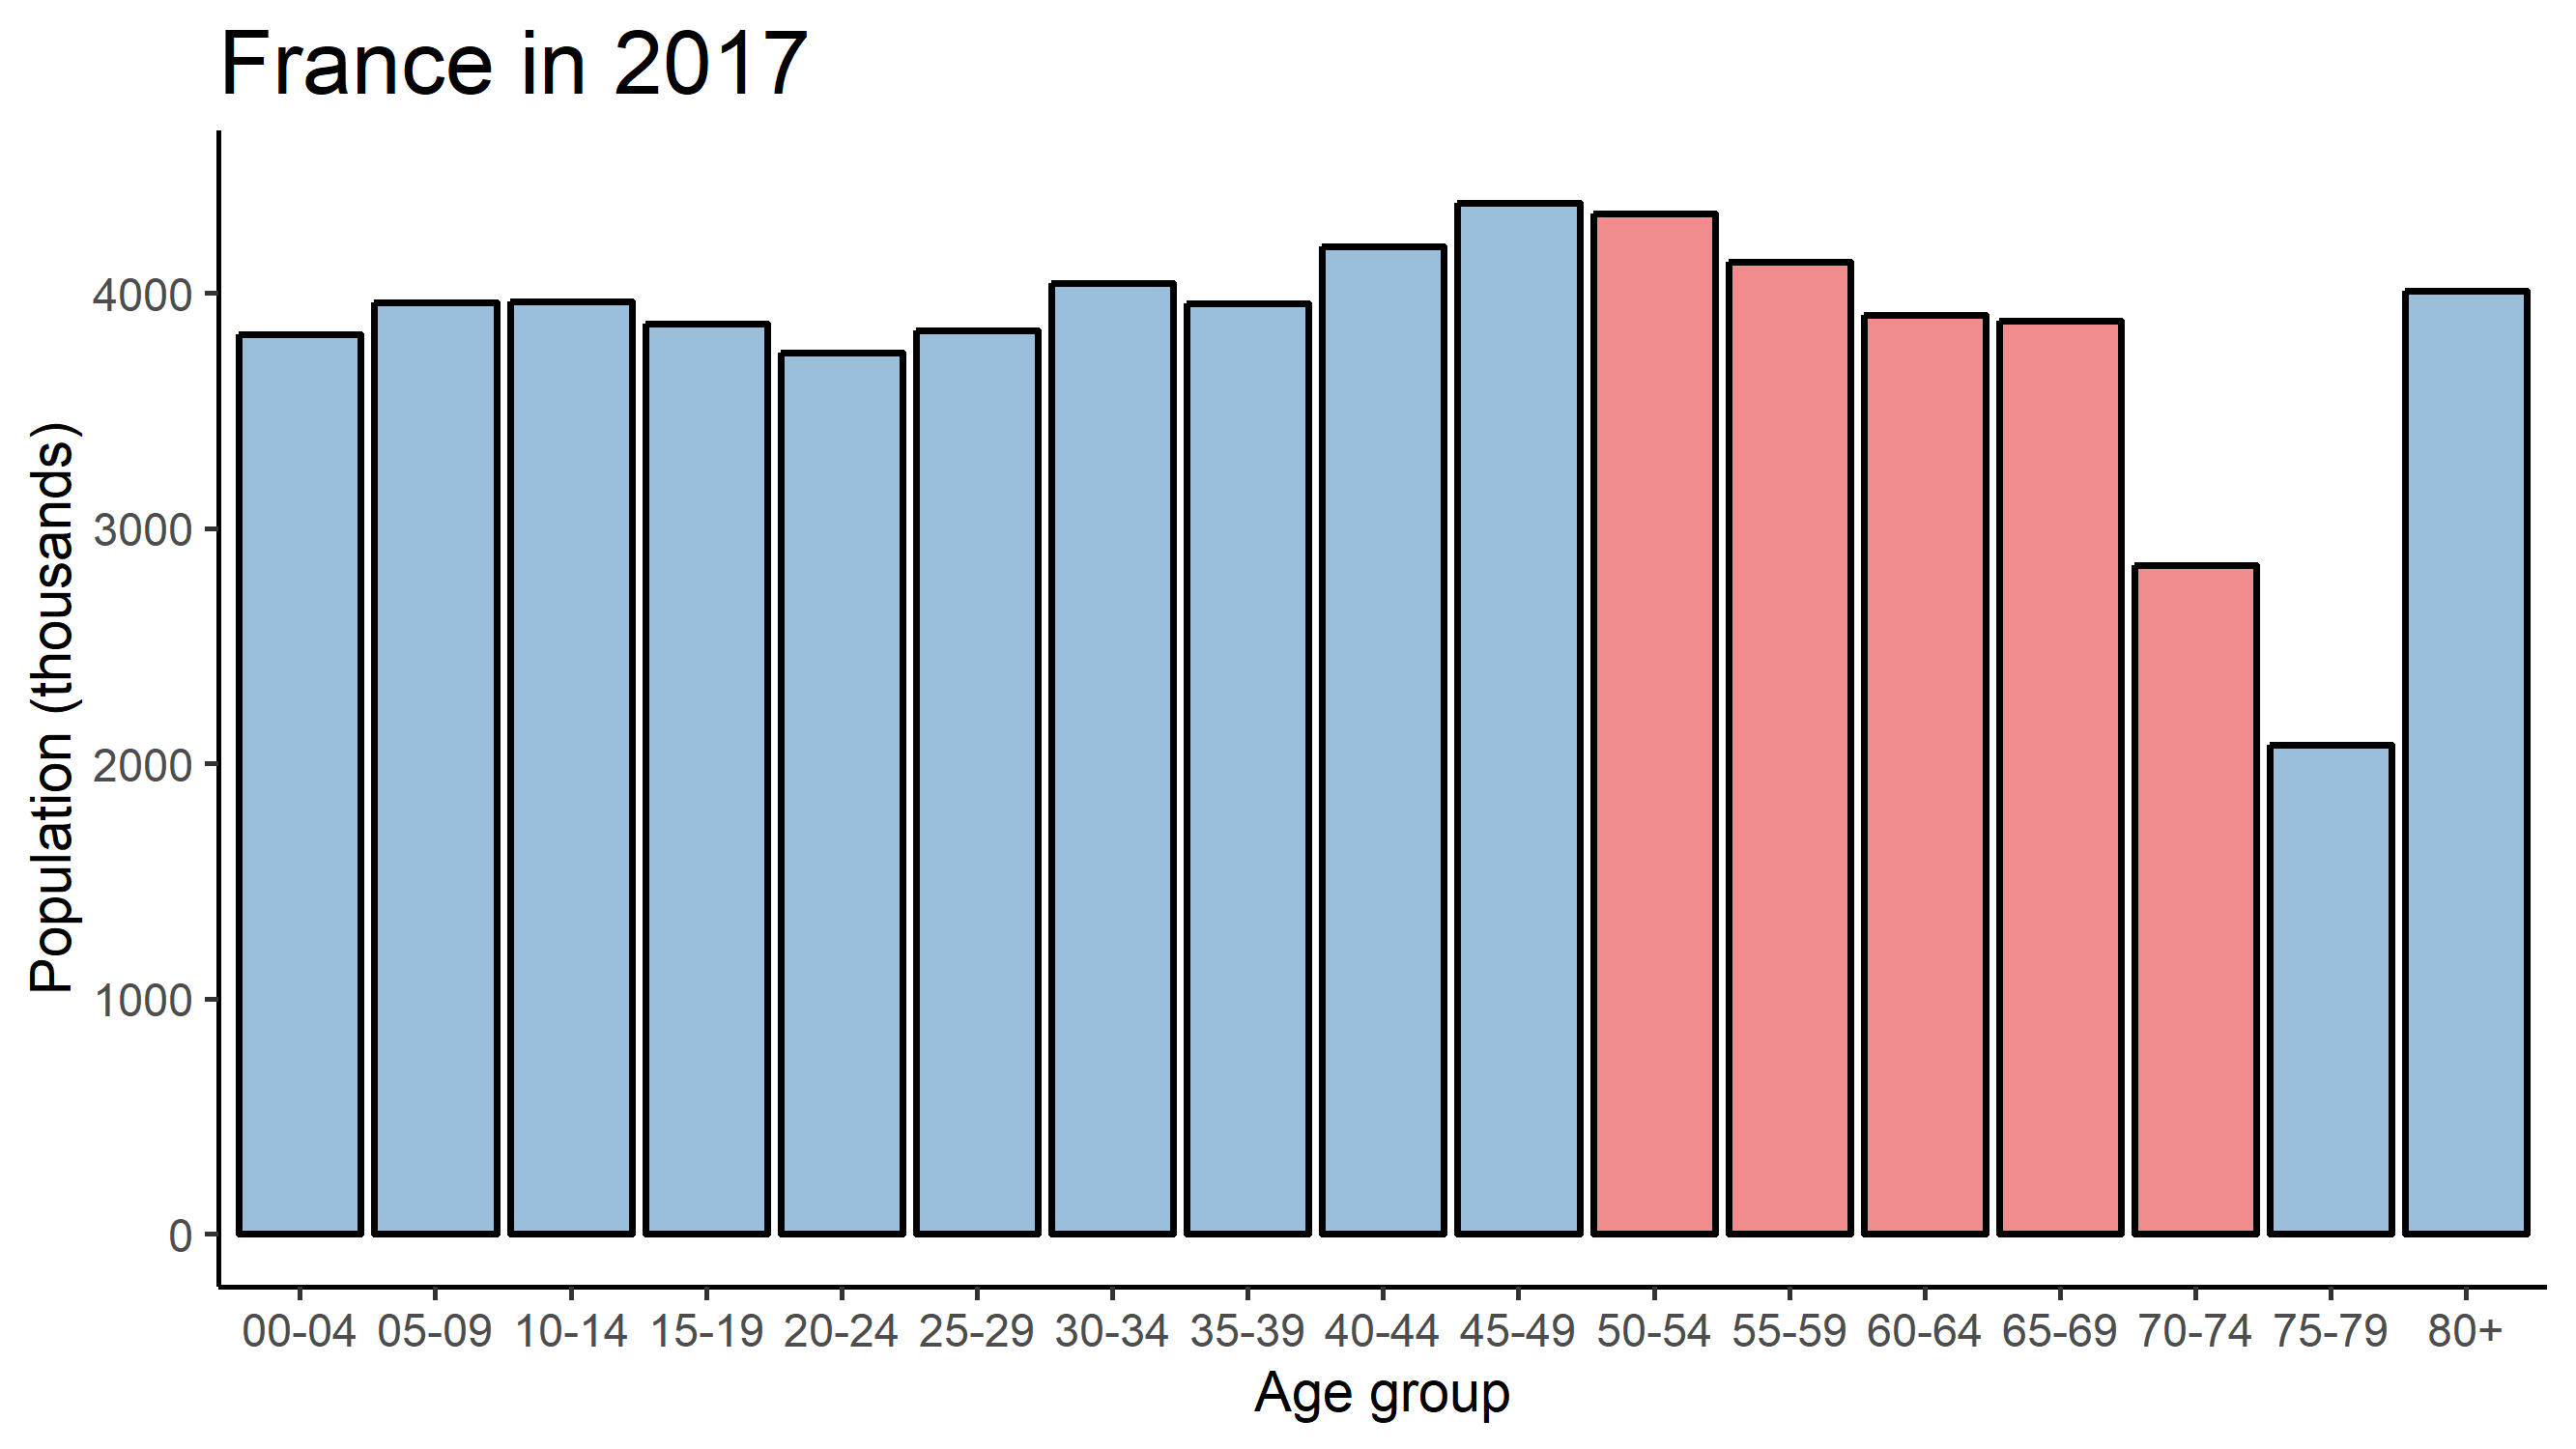 France in 2017
Population (thousands)
4000
3000
2000
1000
0
00-04 05-09 10-14 15-19 20-24 25-29 30-34 35-39 40-44 45-49 50-54 55-59 60-64 65-69 70-74 75-79 80+
Age group